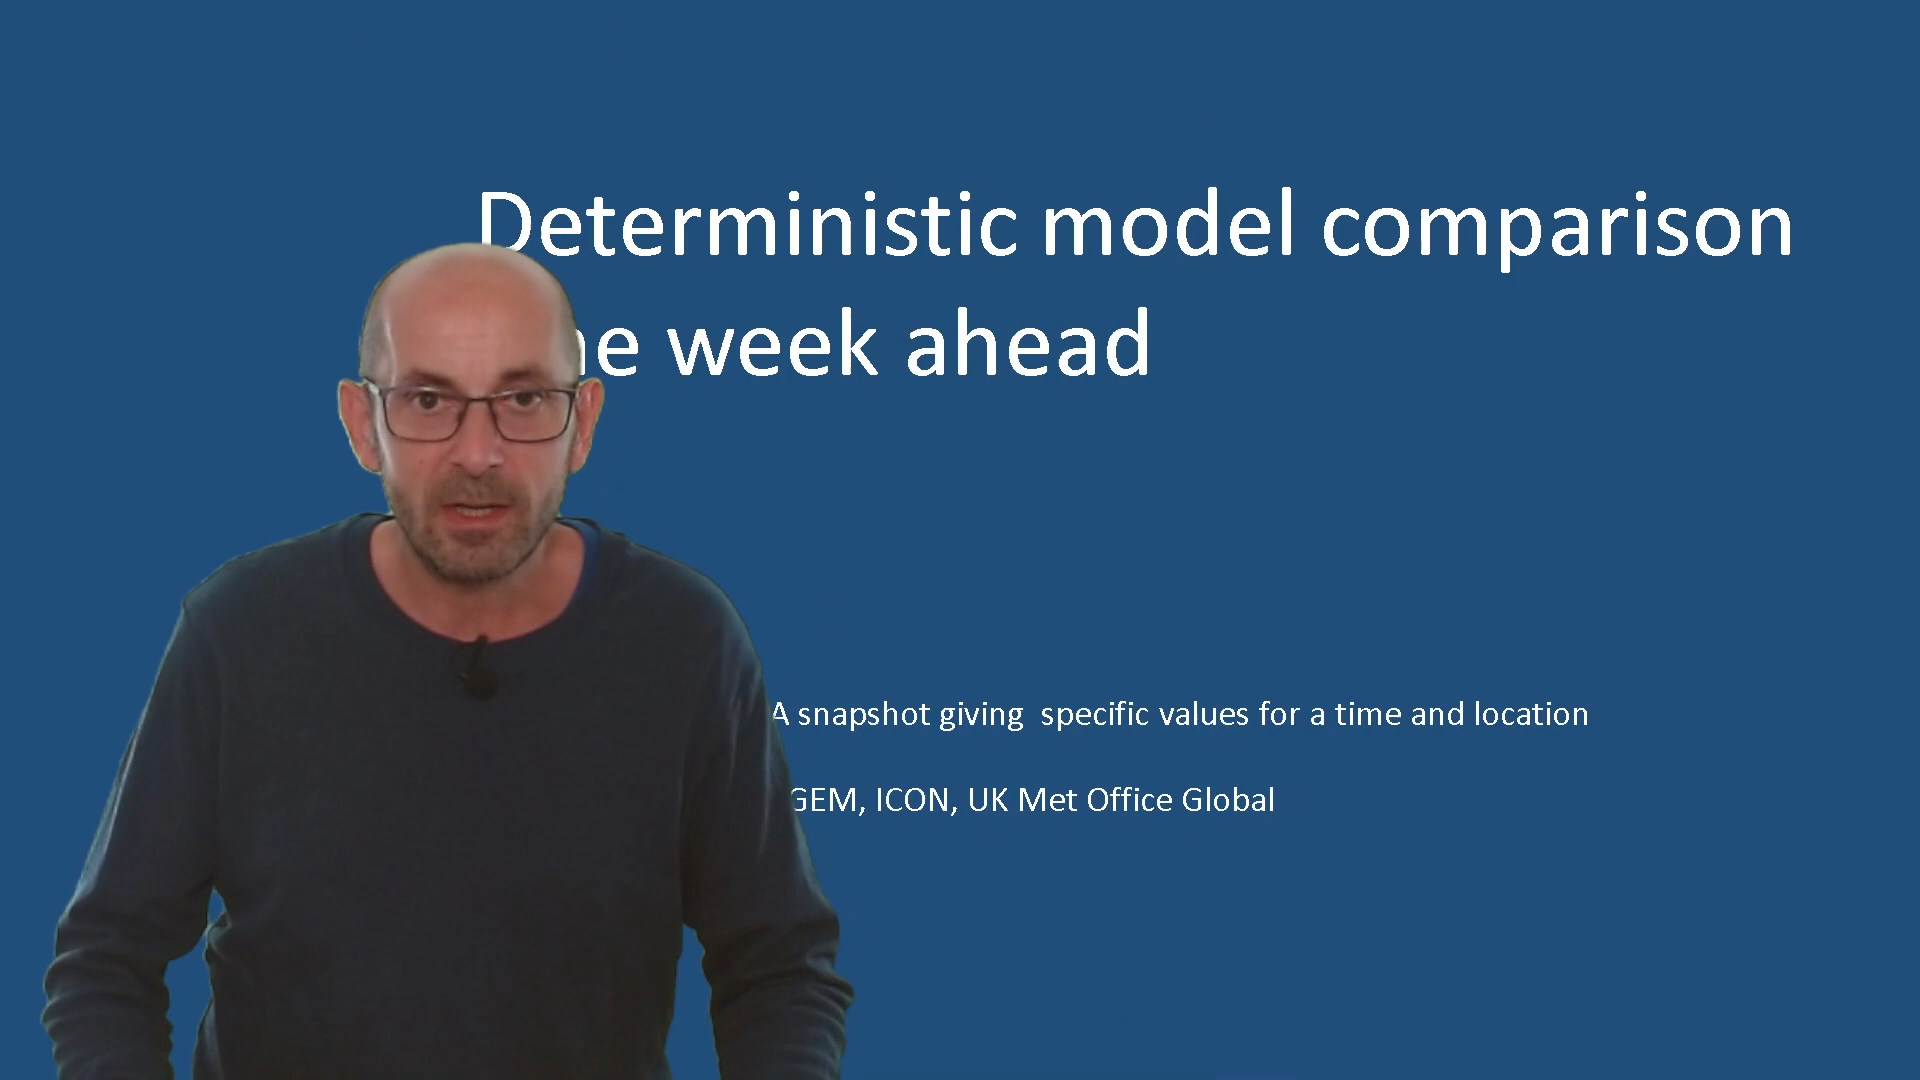 Deterministic model comparison
week ahead
A snapshot giving specific values for a time and location
GEM, ICON, UK Met Office Global